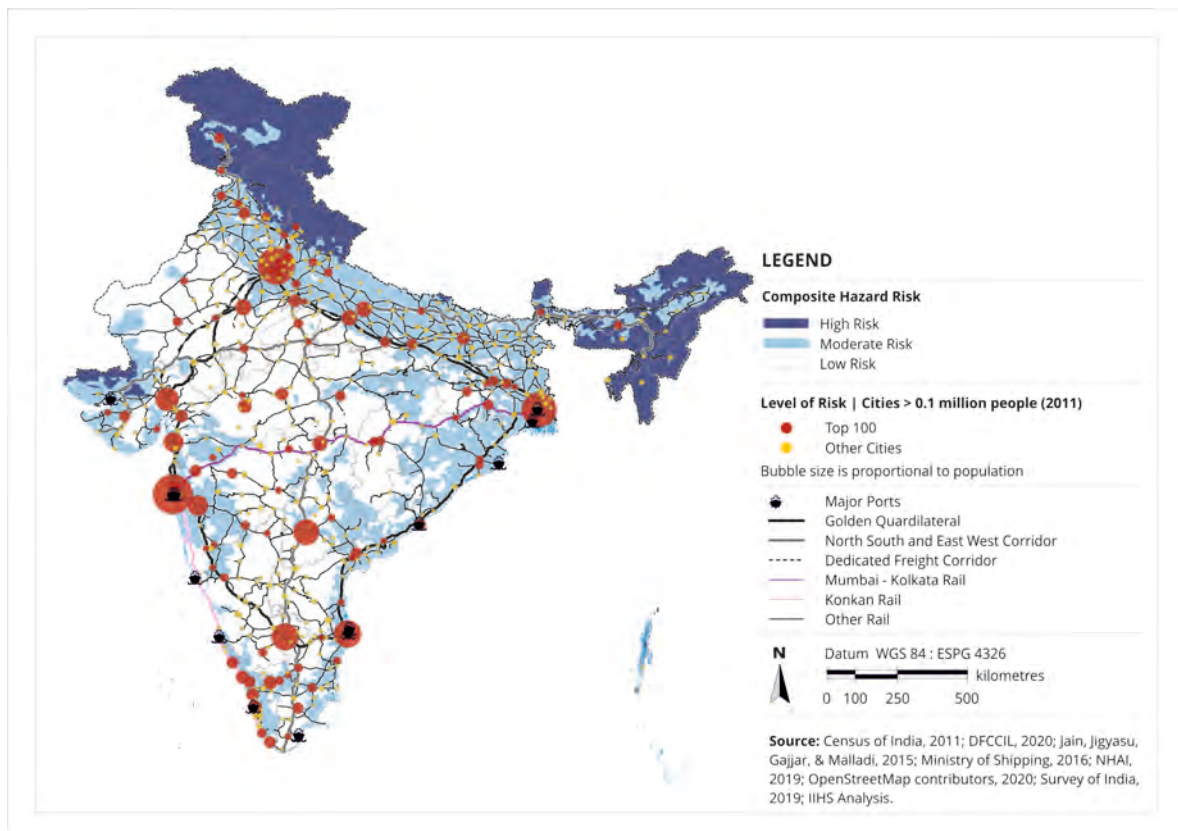 LEGEND
Composite Hazard Risk
High Risk
Moderate Risk
Low Risk
Level of Risk | Cities > 0.1 million people (2011)
Top 100
Other Cities
Bubble size is proportional to population
Major Ports
Golden Quardilateral
North South and East West Corridor
Dedicated Freight Corridor
Mumbai - Kolkata Rail
Konkan Rail
Other Rail
N
Datum WGS 84 : ESPG 4326
kilometres
0 100 250 500
Source: Census of India, 2011; DFCCIL, 2020; Jain, Jigyasu,
Gajjar, & Malladi, 2015; Ministry of Shipping, 2016; NHAI,
2019; OpenStreetMap contributors, 2020; Survey of India,
2019; IIHS Analysis.